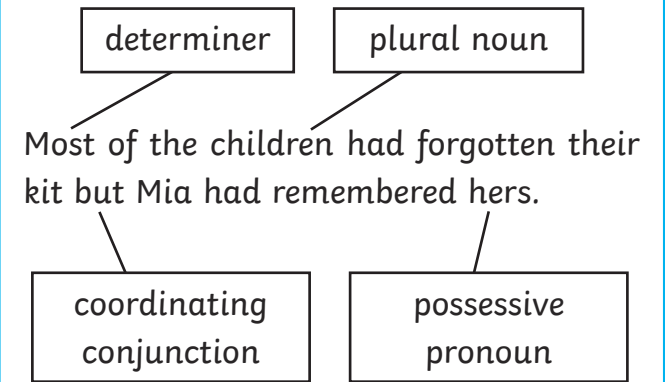 determiner
plural noun
Most of the children had forgotten their
kit but Mia had remembered hers.
coordinating
conjunction
possessive
pronoun